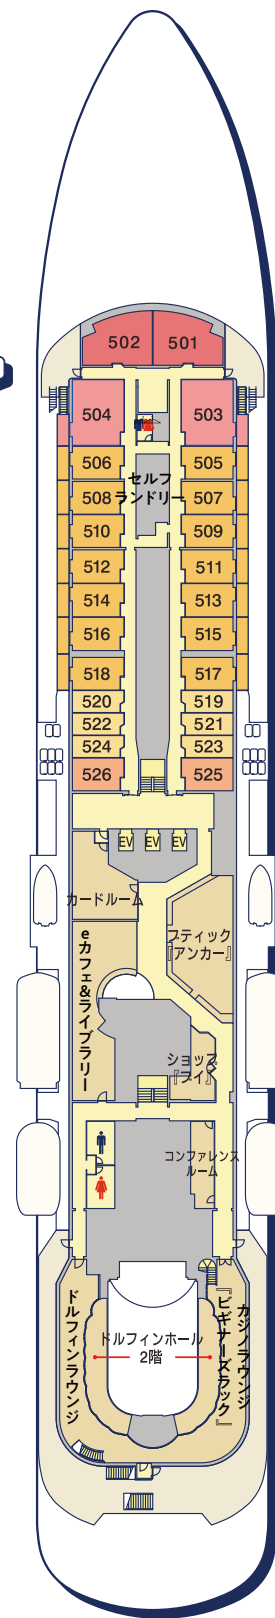 502 501
504 503
506 505
セルフ
ランドリー
508 507
510 509
512 511
514 513
516 515
518 517
520 519
522 521
524 523
526 525
EV EV EV
カードルーム
ブティック
『アンカー』
eカフェ&ライブラリー
ショップ
『ブイ』
コンファレンス
ルーム
ドルフィンラウンジ
ドルフィンホール
2階
カジノラウンジ
『ビギナーズラック』